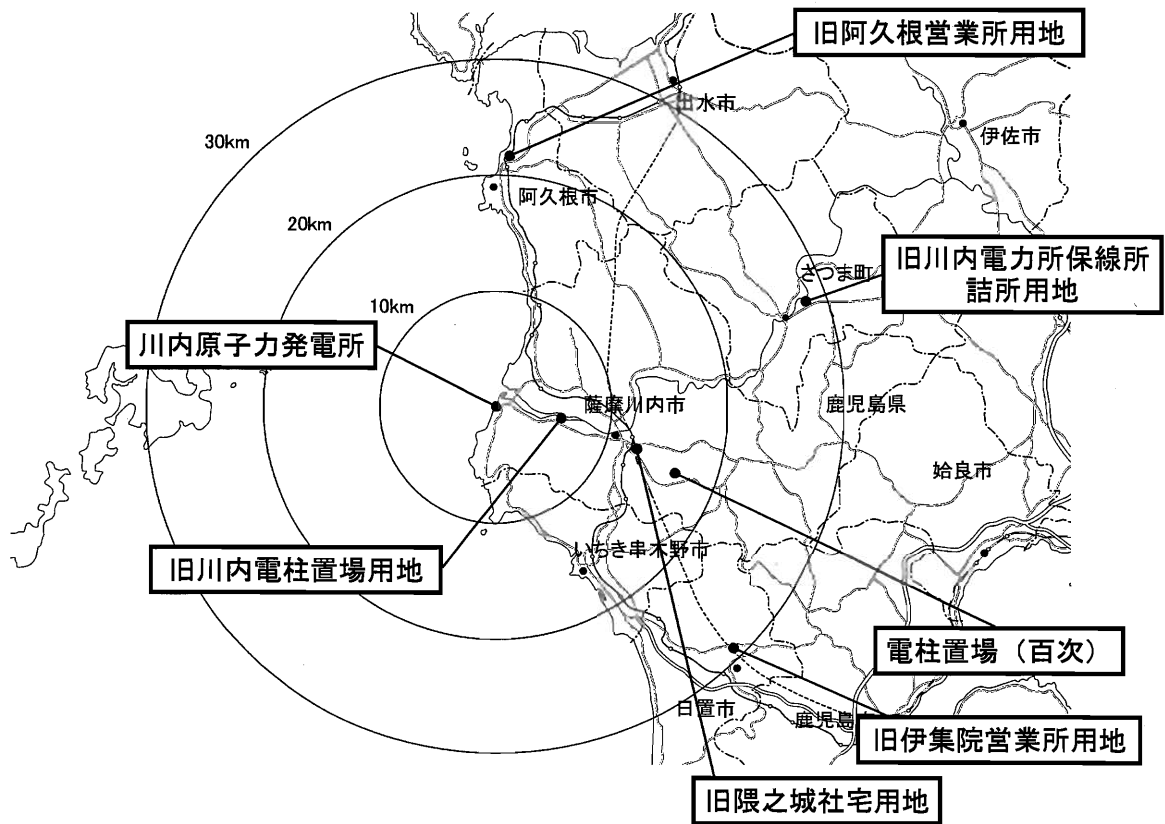 旧阿久根営業所用地
出水市
伊佐市
30km
阿久根市
20km
旧川内電力所保線所
詰所用地
さつま町
10km
川内原子力発電所
薩摩川内市
鹿児島県
姶良市
いちき串木野市
旧川内電柱置場用地
電柱置場（百次）
日置市
鹿児島
旧伊集院営業所用地
旧隈之城社宅用地